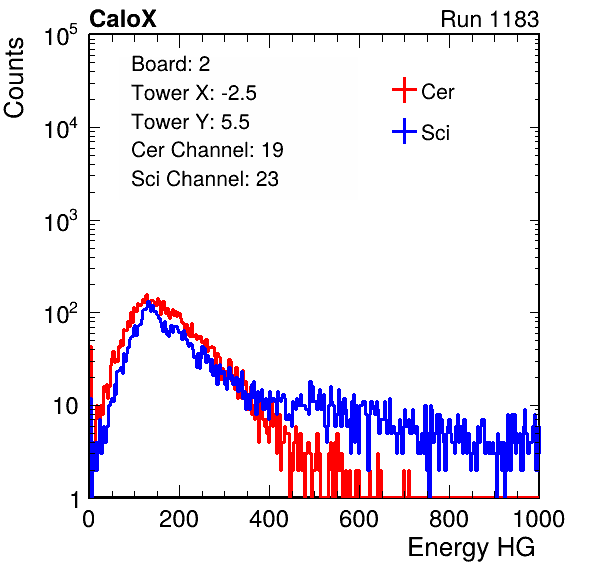 CaloX Run 1183
Counts
10^5
10^4
10^3
10^2
10
1
Board: 2
Tower X: -2.5
Tower Y: 5.5
Cer Channel: 19
Sci Channel: 23
Cer
Sci
0 200 400 600 800 1000
Energy HG